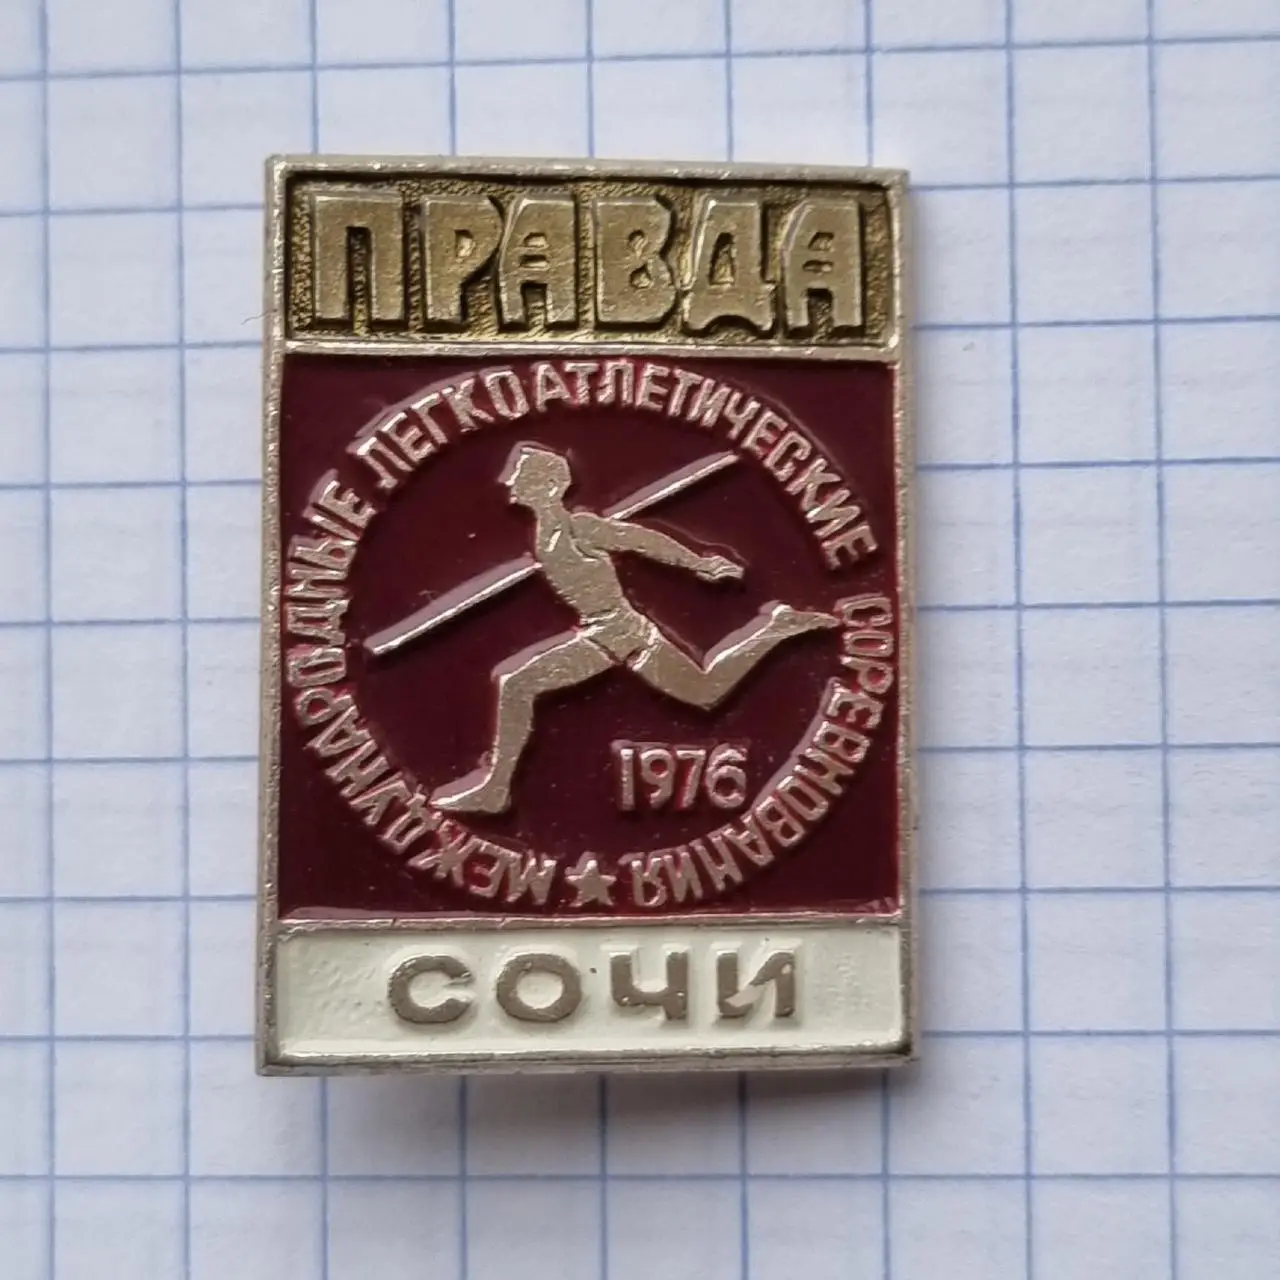 ПРАВДА
МЕЖДУНАРОДНЫЕ ЛЕГКОАТЛЕТИЧЕСКИЕ СОРЕВНОВАНИЯ
1976
СОЧИ